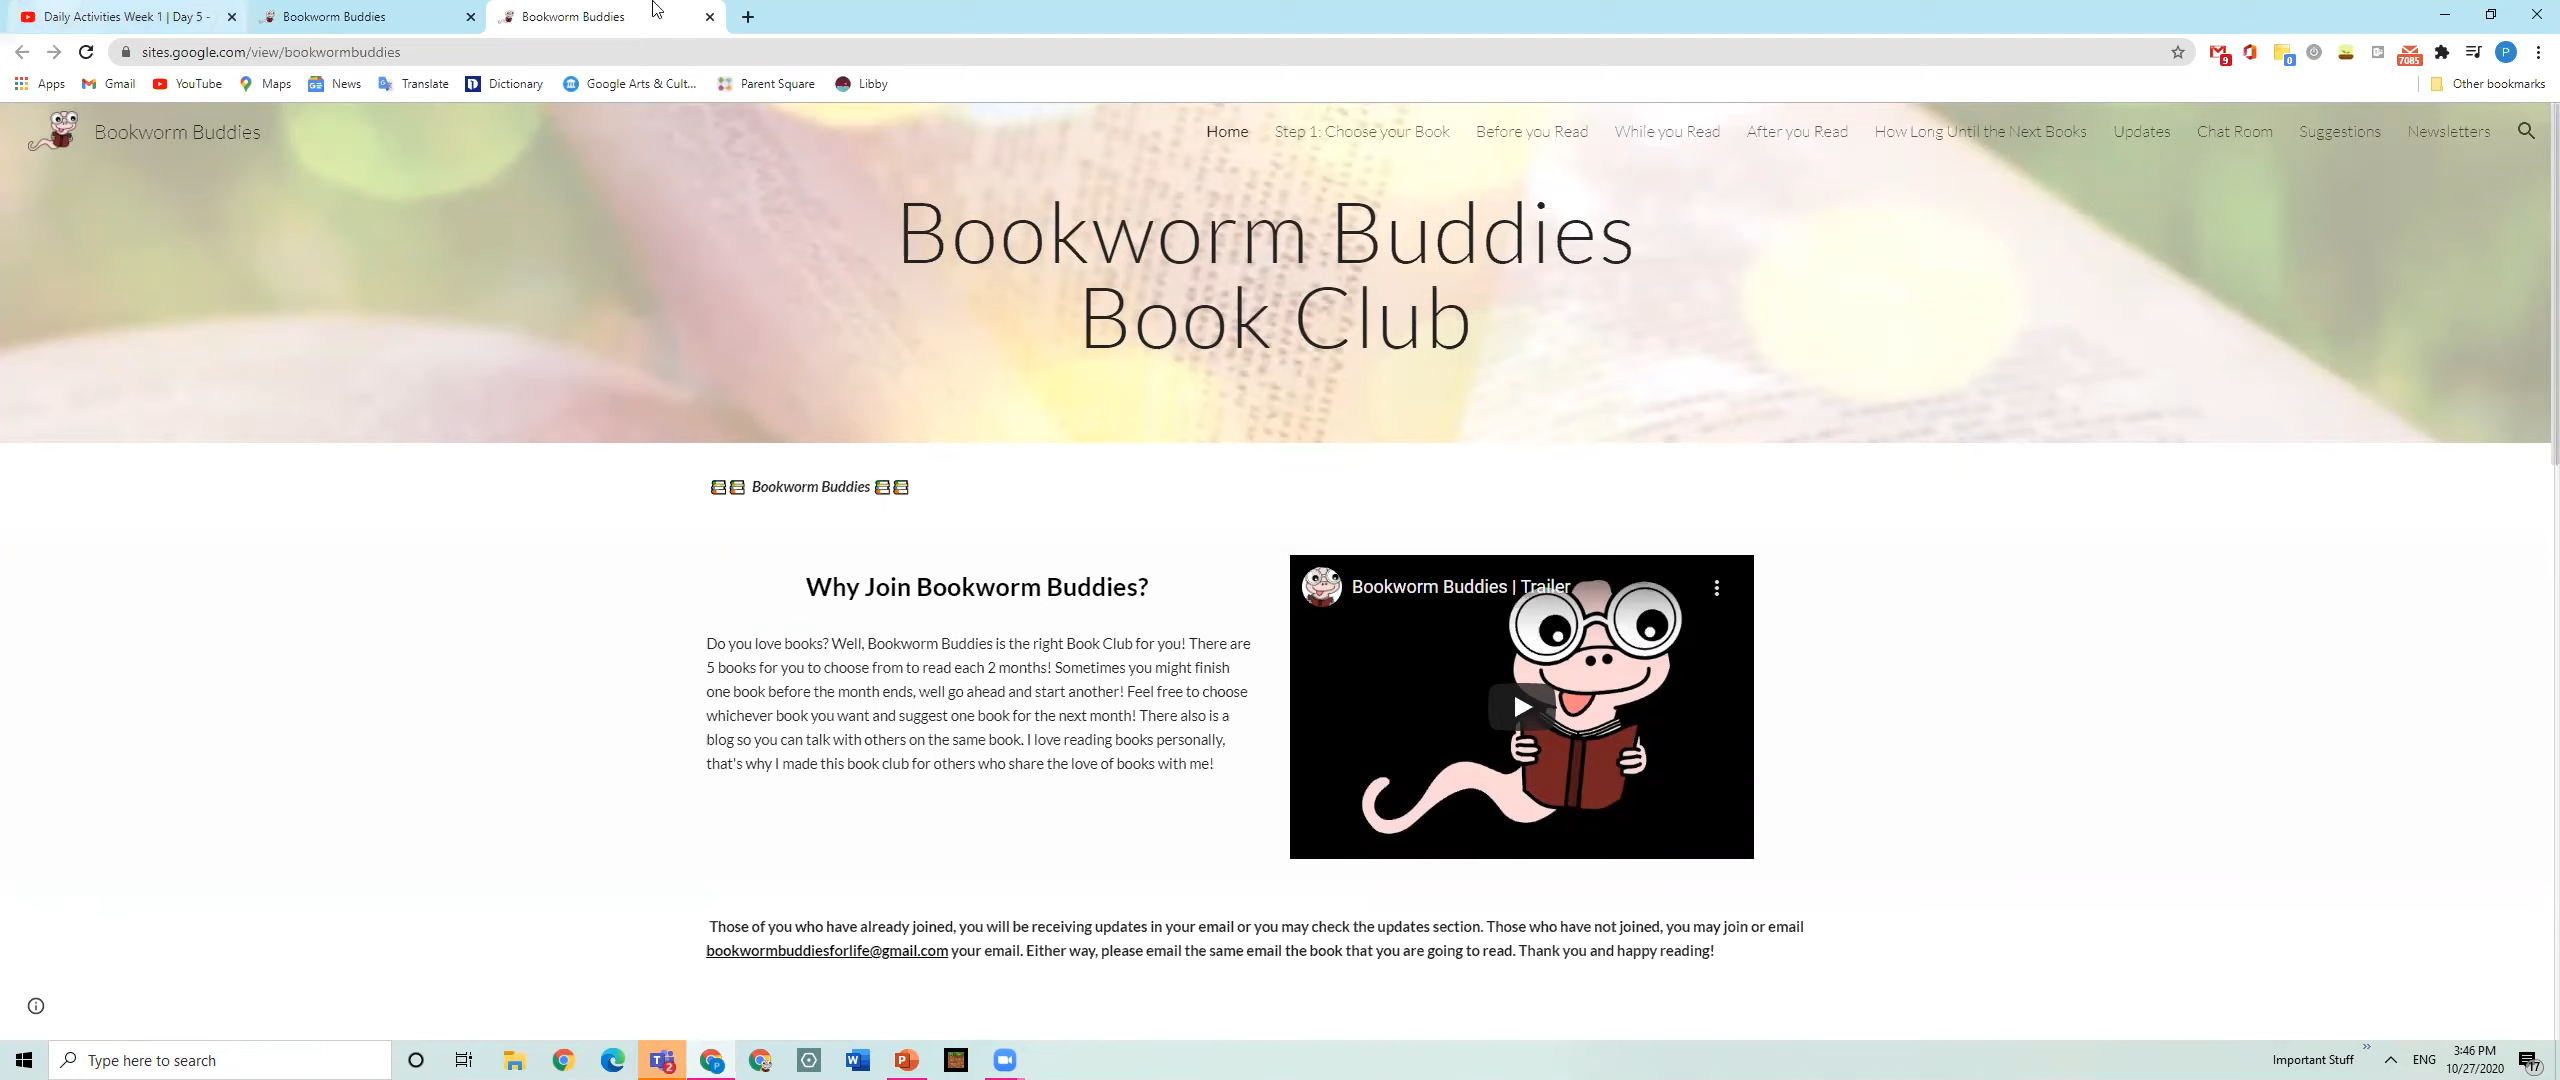 Daily Activities Week 1 | Day 5 -
Bookworm Buddies
Bookworm Buddies
sites.google.com/view/bookwormbuddies
9
0
7085
P
Apps
Gmail
YouTube
Maps
News
Translate
Dictionary
Google Arts & Cult...
Parent Square
Libby
Other bookmarks
Bookworm Buddies
Home
Step 1: Choose your Book
Before you Read
While you Read
After you Read
How Long Until the Next Books
Updates
Chat Room
Suggestions
Newsletters
Bookworm Buddies
Book Club
Bookworm Buddies
Why Join Bookworm Buddies?
Do you love books? Well, Bookworm Buddies is the right Book Club for you! There are
5 books for you to choose from to read each 2 months! Sometimes you might finish
one book before the month ends, well go ahead and start another! Feel free to choose
whichever book you want and suggest one book for the next month! There also is a
blog so you can talk with others on the same book. I love reading books personally,
that's why I made this book club for others who share the love of books with me!
Bookworm Buddies | Trailer
Those of you who have already joined, you will be receiving updates in your email or you may check the updates section. Those who have not joined, you may join or email
bookwormbuddiesforlife@gmail.com your email. Either way, please email the same email the book that you are going to read. Thank you and happy reading!
Type here to search
2
Important Stuff
ENG
3:46 PM
10/27/2020
17